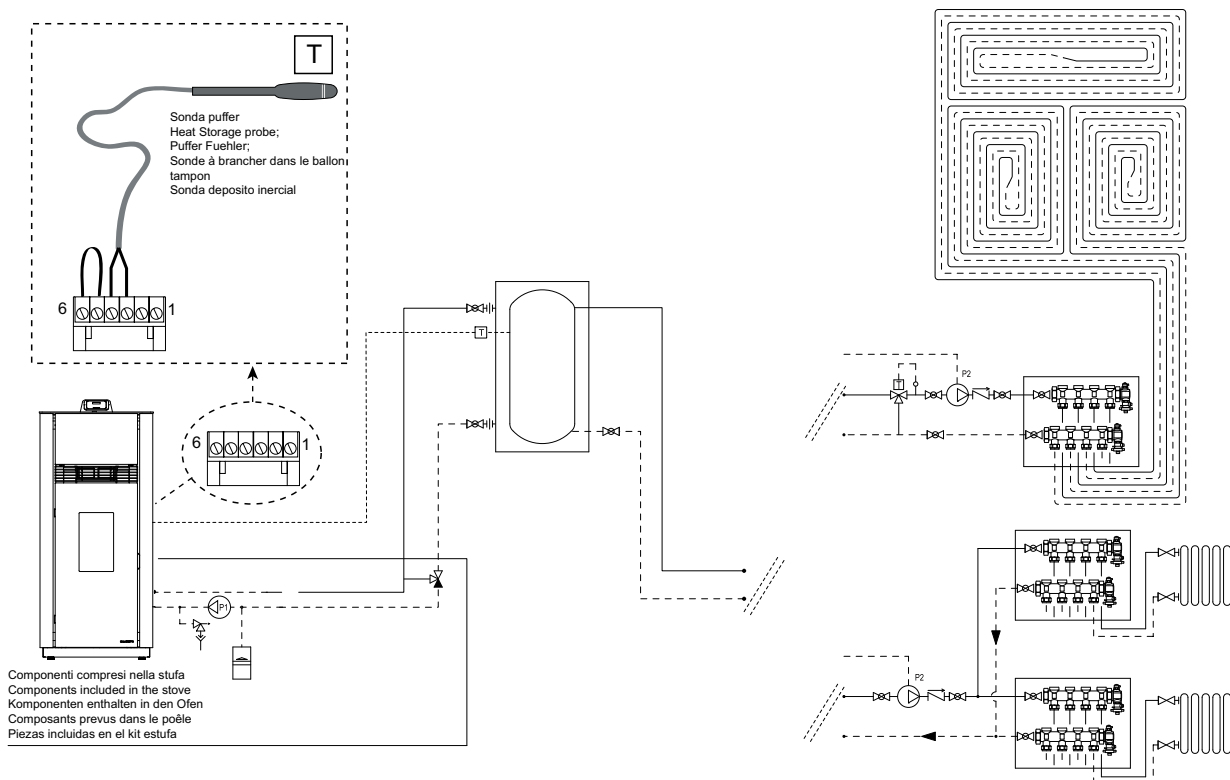 T
Sonda puffer
Heat Storage probe;
Puffer Fuehler;
Sonde à brancher dans le ballon
tampon
Sonda deposito inercial
6
1
6
1
T
P1
T
P2
P2
Componenti compresi nella stufa
Components included in the stove
Komponenten enthalten in den Ofen
Composants prevus dans le poêle
Piezas incluidas en el kit estufa